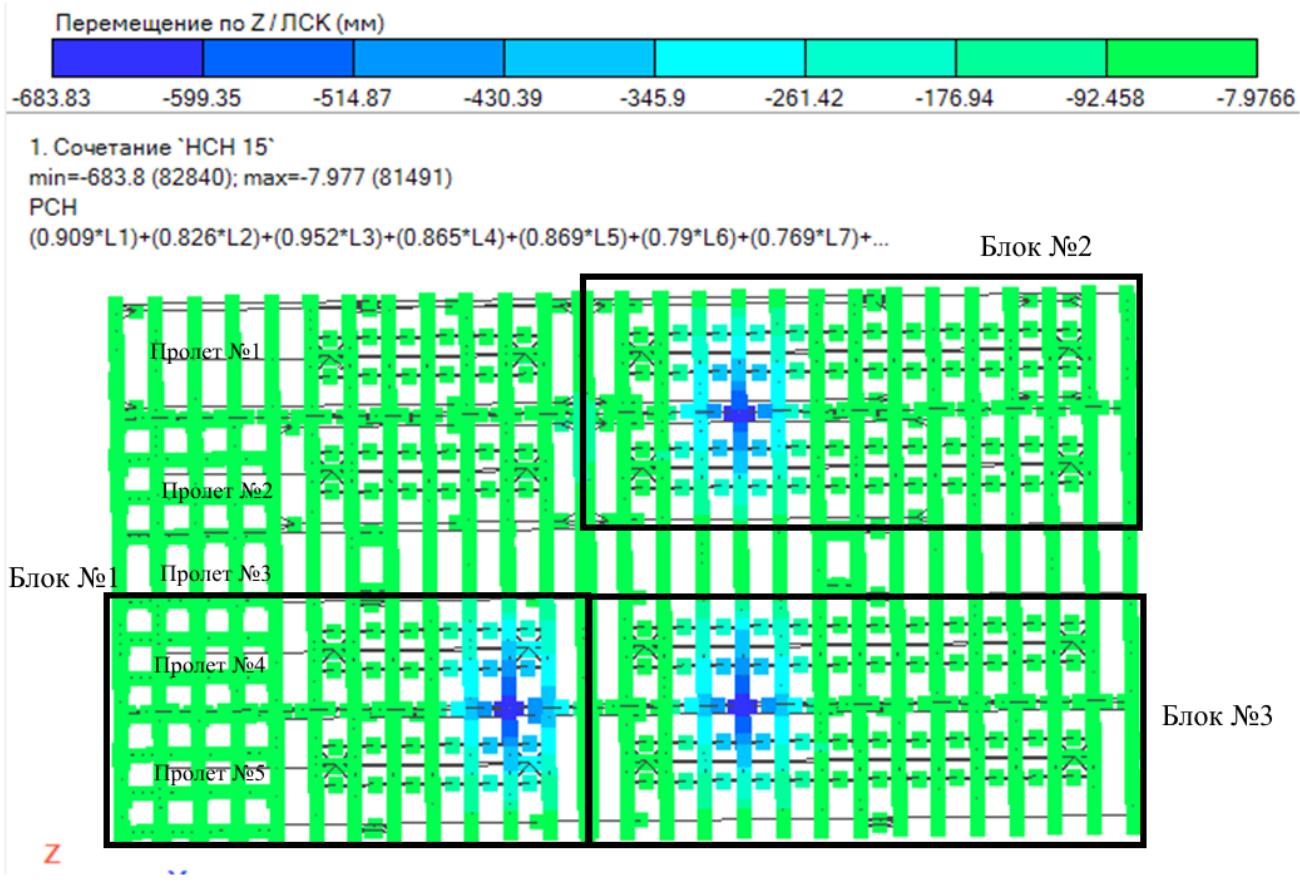 Перемещение по Z / ЛСК (мм)
-683.83 -599.35 -514.87 -430.39 -345.9 -261.42 -176.94 -92.458 -7.9766
1. Сочетание `НСН 15`
min=-683.8 (82840); max=-7.977 (81491)
РСН
(0.909*L1)+(0.826*L2)+(0.952*L3)+(0.865*L4)+(0.869*L5)+(0.79*L6)+(0.769*L7)+...
Блок №2
Пролет №1
Пролет №2
Пролет №3
Блок №1
Пролет №4
Блок №3
Пролет №5
Z